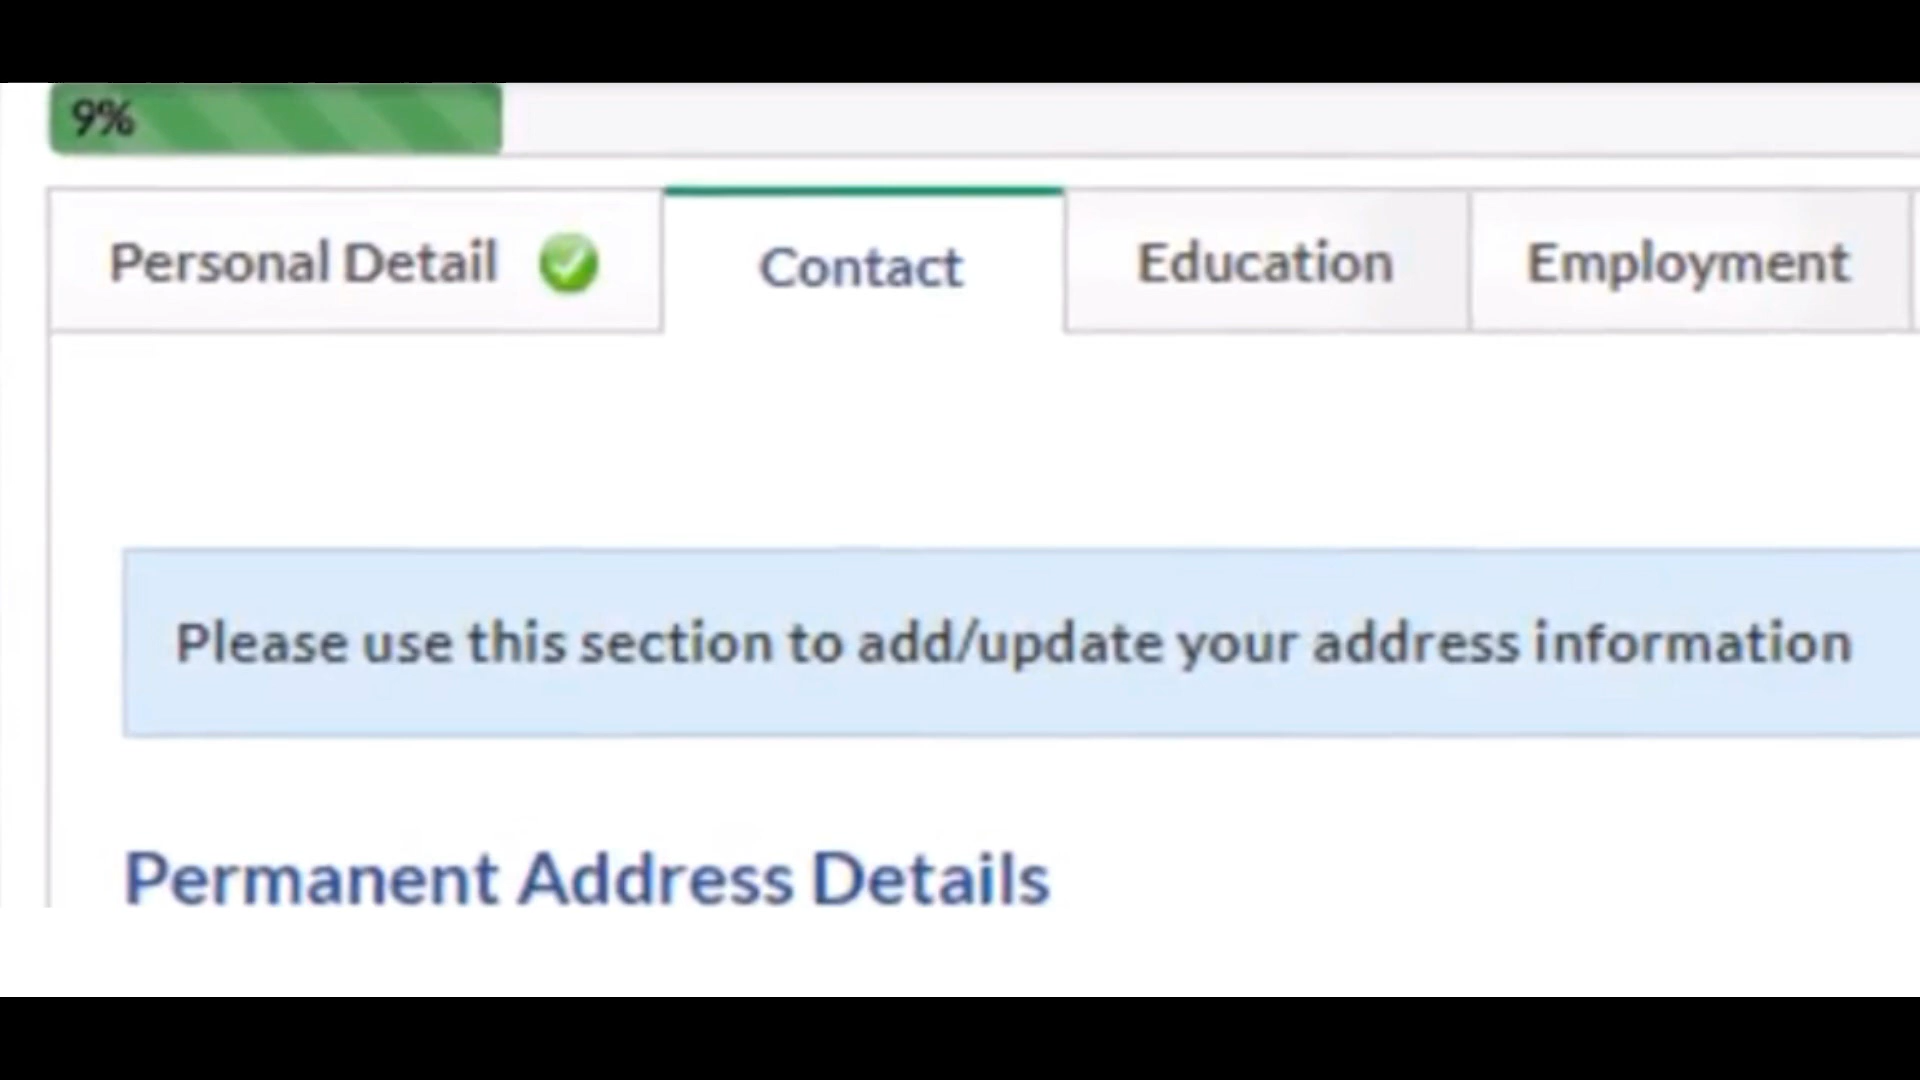 9%
Personal Detail
Contact
Education
Employment
Please use this section to add/update your address information
Permanent Address Details